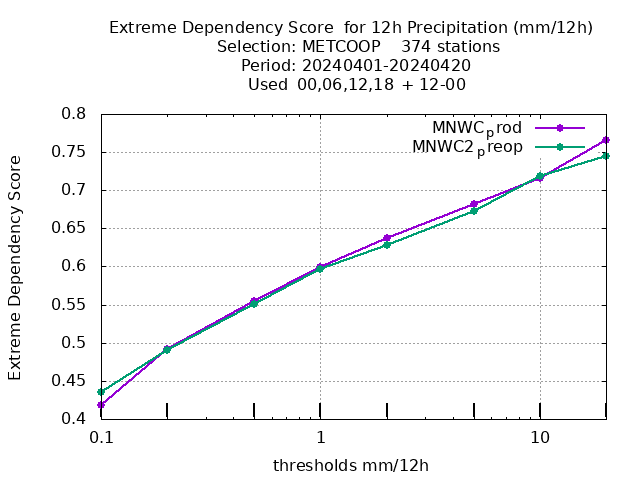 Extreme Dependency Score  for 12h Precipitation (mm/12h)
Selection: METCOOP    374 stations
Period: 20240401-20240420
Used  00,06,12,18 + 12-00
MNWCprod
MNWC2preop
0.8
0.75
0.7
0.65
0.6
0.55
0.5
0.45
0.4
Extreme Dependency Score
0.1 1 10
thresholds mm/12h